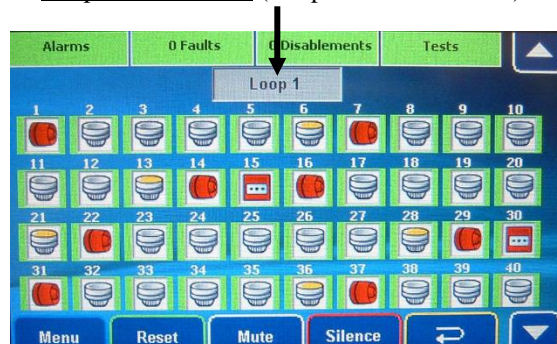 Alarms 0 Faults 0 Disablements Tests
Loop 1
1 2 3 4 5 6 7 8 9 10
11 12 13 14 15 16 17 18 19 20
21 22 23 24 25 26 27 28 29 30
31 32 33 34 35 36 37 38 39 40
Menu Reset Mute Silence